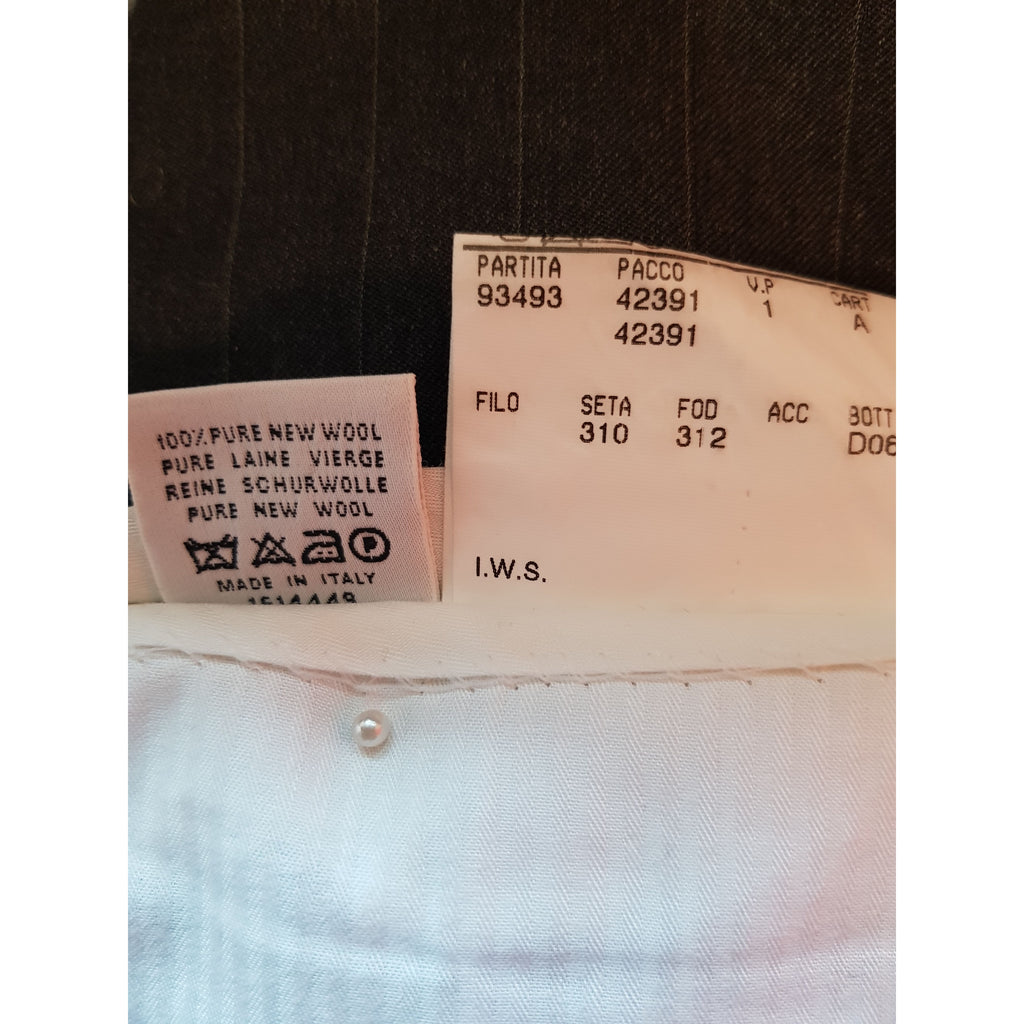 PARTITA PACCO V.P CART
93493 42391 1 A
42391
FILO SETA FOD ACC BOTT
310 312 D06
I.W.S.
100% PURE NEW WOOL
PURE LAINE VIERGE
REINE SCHURWOLLE
PURE NEW WOOL
P
MADE IN ITALY